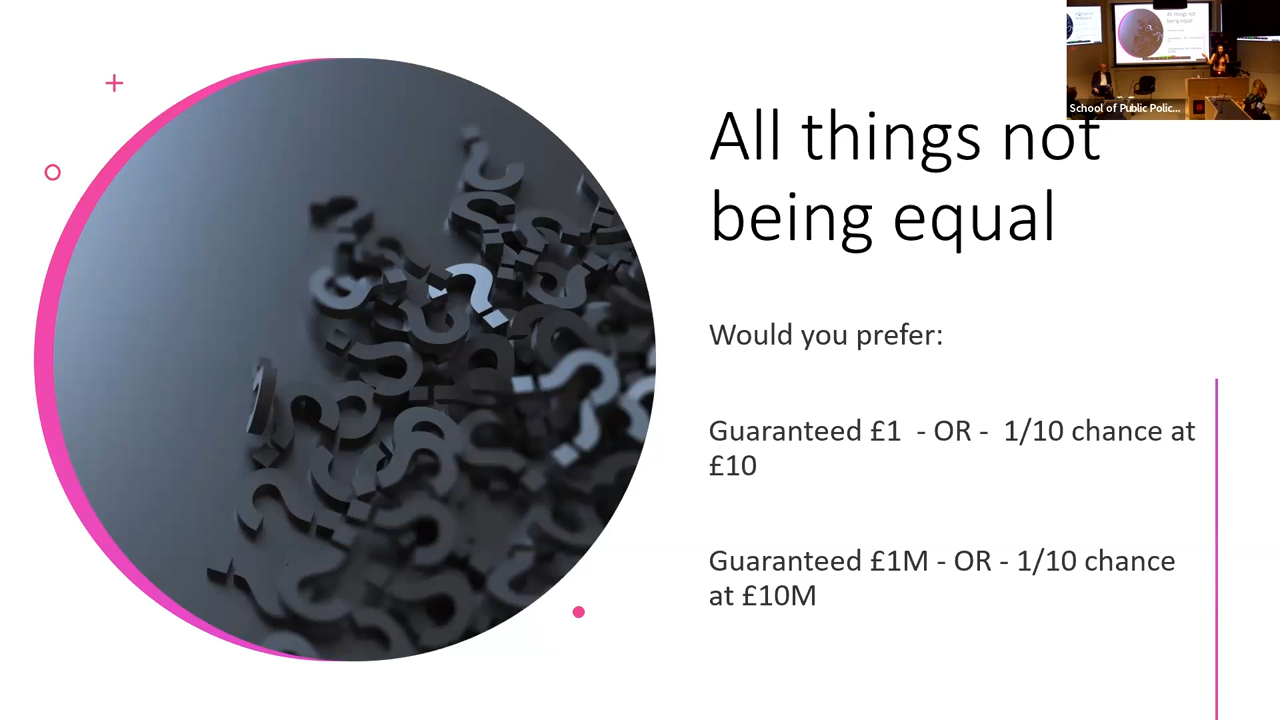 School of Public Polic...
All things not
being equal
Would you prefer:
Guaranteed £1 - OR - 1/10 chance at
£10
Guaranteed £1M - OR - 1/10 chance
at £10M